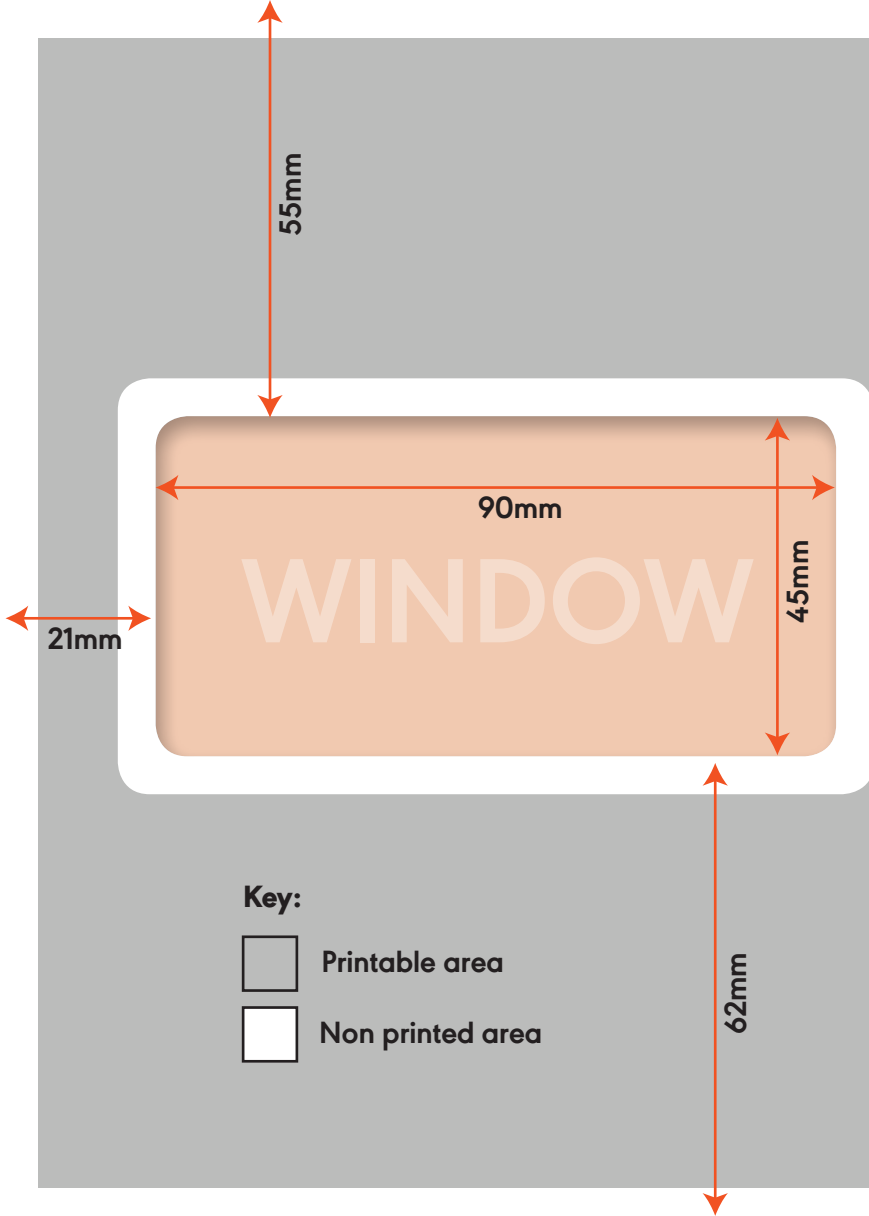 55mm
90mm
WINDOW
45mm
21mm
Key:
Printable area
Non printed area
62mm